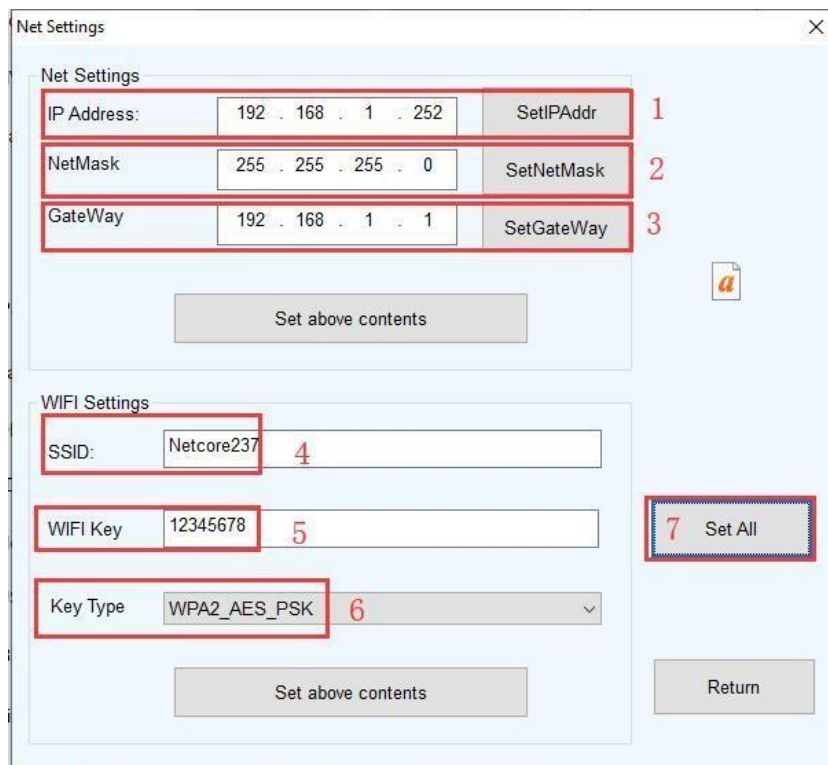 Net Settings
Net Settings
IP Address: 192 . 168 . 1 . 252 SetIPAddr 1
NetMask 255 . 255 . 255 . 0 SetNetMask 2
GateWay 192 . 168 . 1 . 1 SetGateWay 3
a
Set above contents
WIFI Settings
SSID: Netcore237 4
WIFI Key 12345678 5
7 Set All
Key Type WPA2_AES_PSK 6
Set above contents
Return